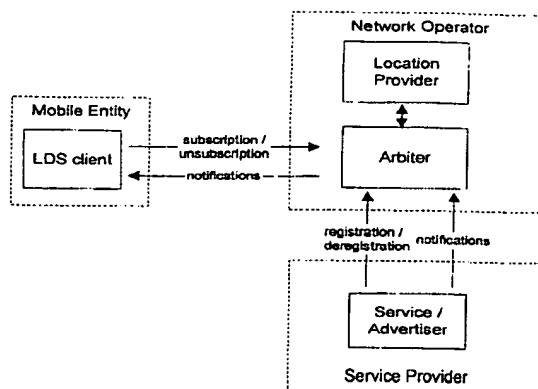 Network Operator
Location
Provider
Mobile Entity
LDS client
subscription /
unsubscription
notifications
Arbiter
registration /
deregistration
notifications
Service /
Advertiser
Service Provider